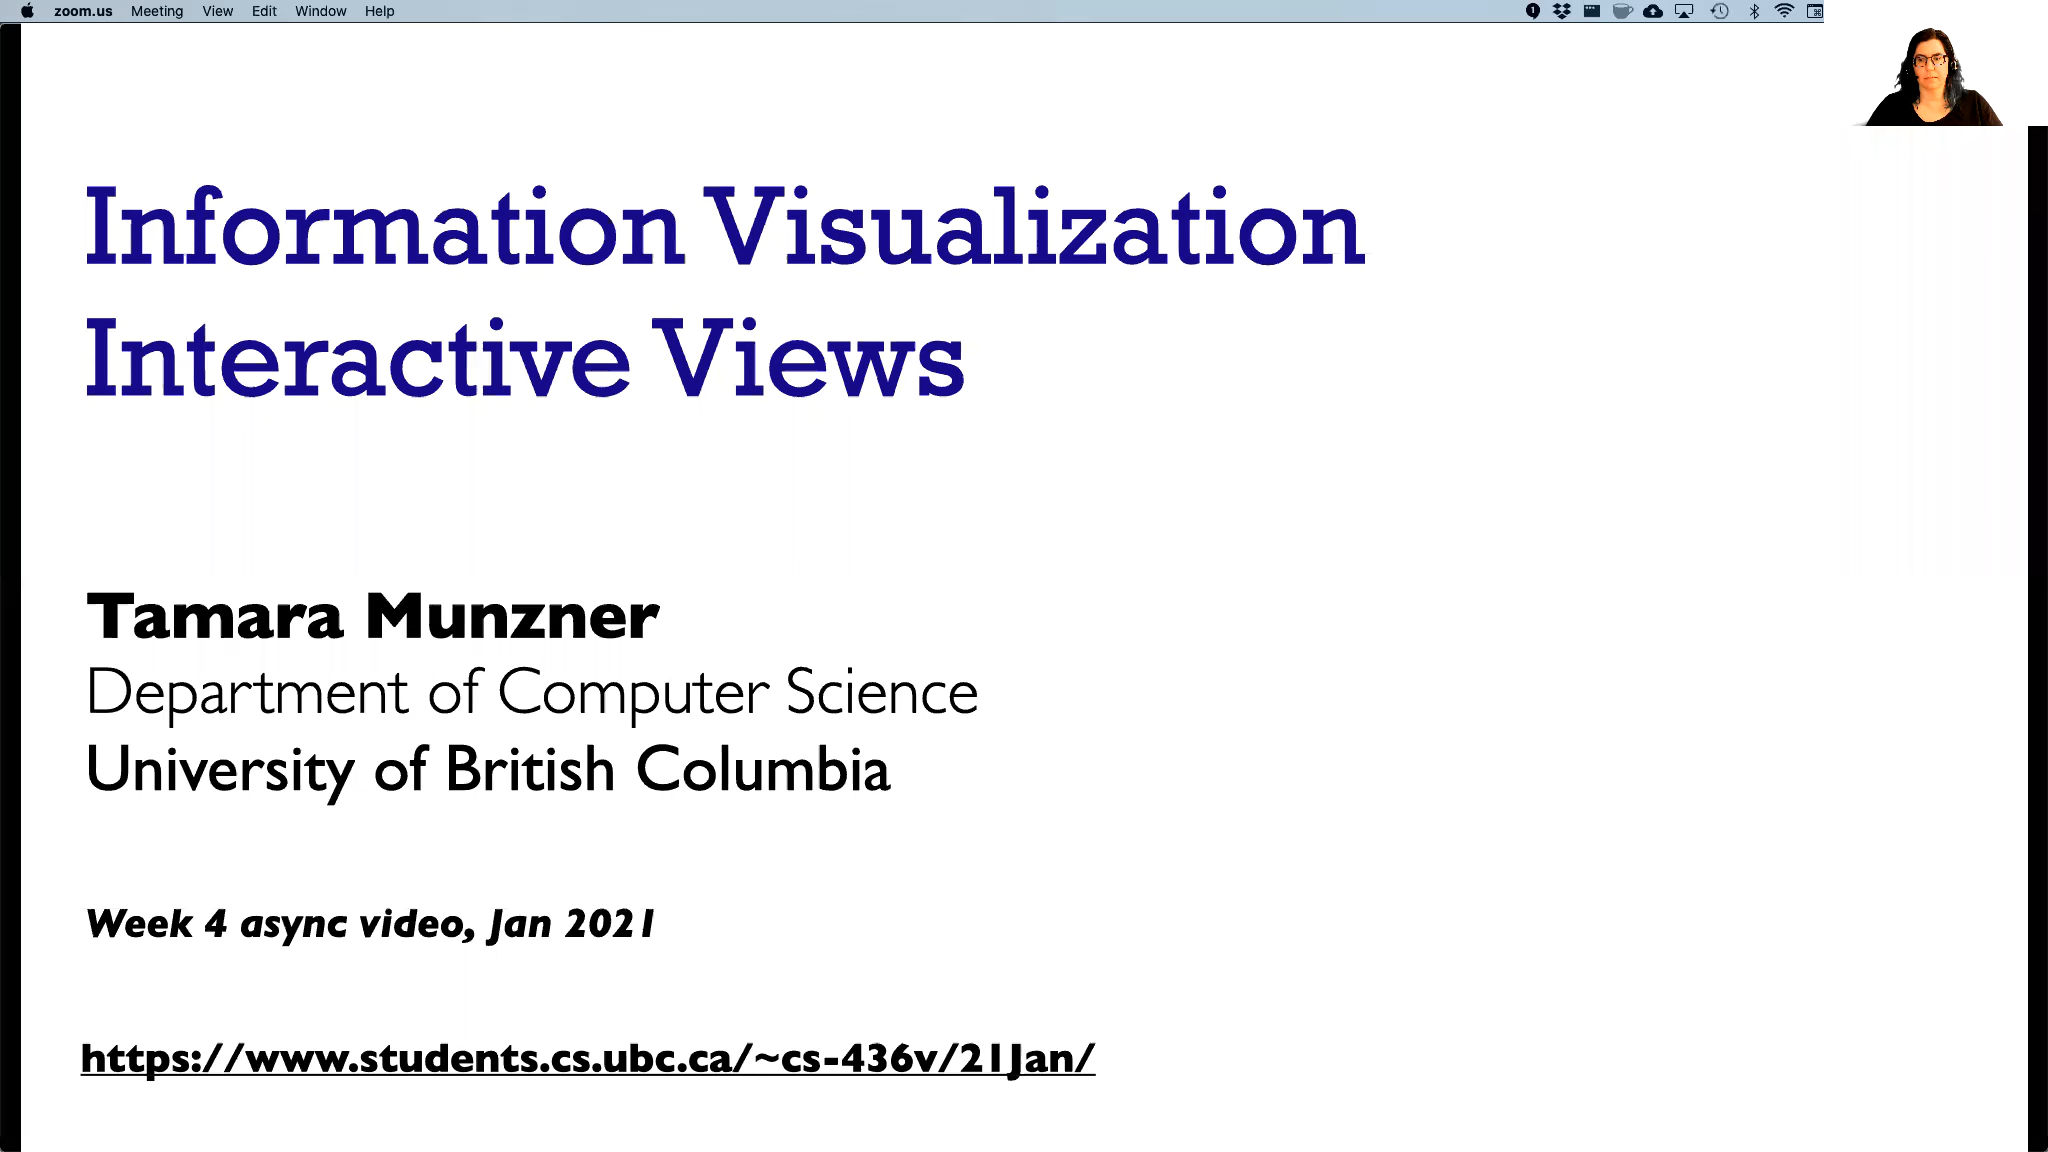 zoom.us Meeting View Edit Window Help
Information Visualization
Interactive Views
Tamara Munzner
Department of Computer Science
University of British Columbia
Week 4 async video, Jan 2021
https://www.students.cs.ubc.ca/~cs-436v/21Jan/